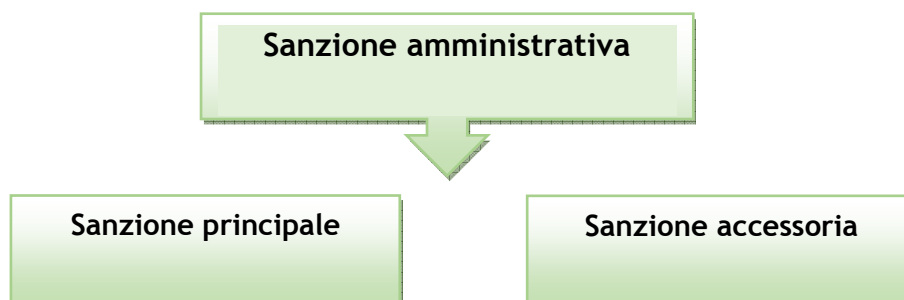 Sanzione amministrativa
Sanzione principale
Sanzione accessoria